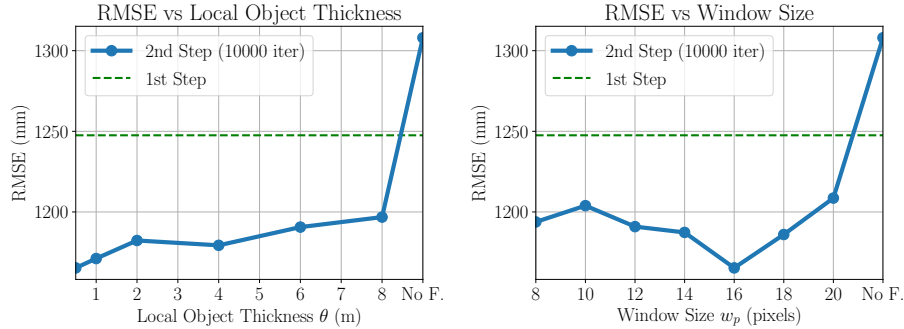 RMSE vs Local Object Thickness
RMSE (mm)
1300
1250
1200
2nd Step (10000 iter)
1st Step
1 2 3 4 5 6 7 8 No F.
Local Object Thickness θ (m)
RMSE vs Window Size
RMSE (mm)
1300
1250
1200
2nd Step (10000 iter)
1st Step
8 10 12 14 16 18 20 No F.
Window Size w_p (pixels)